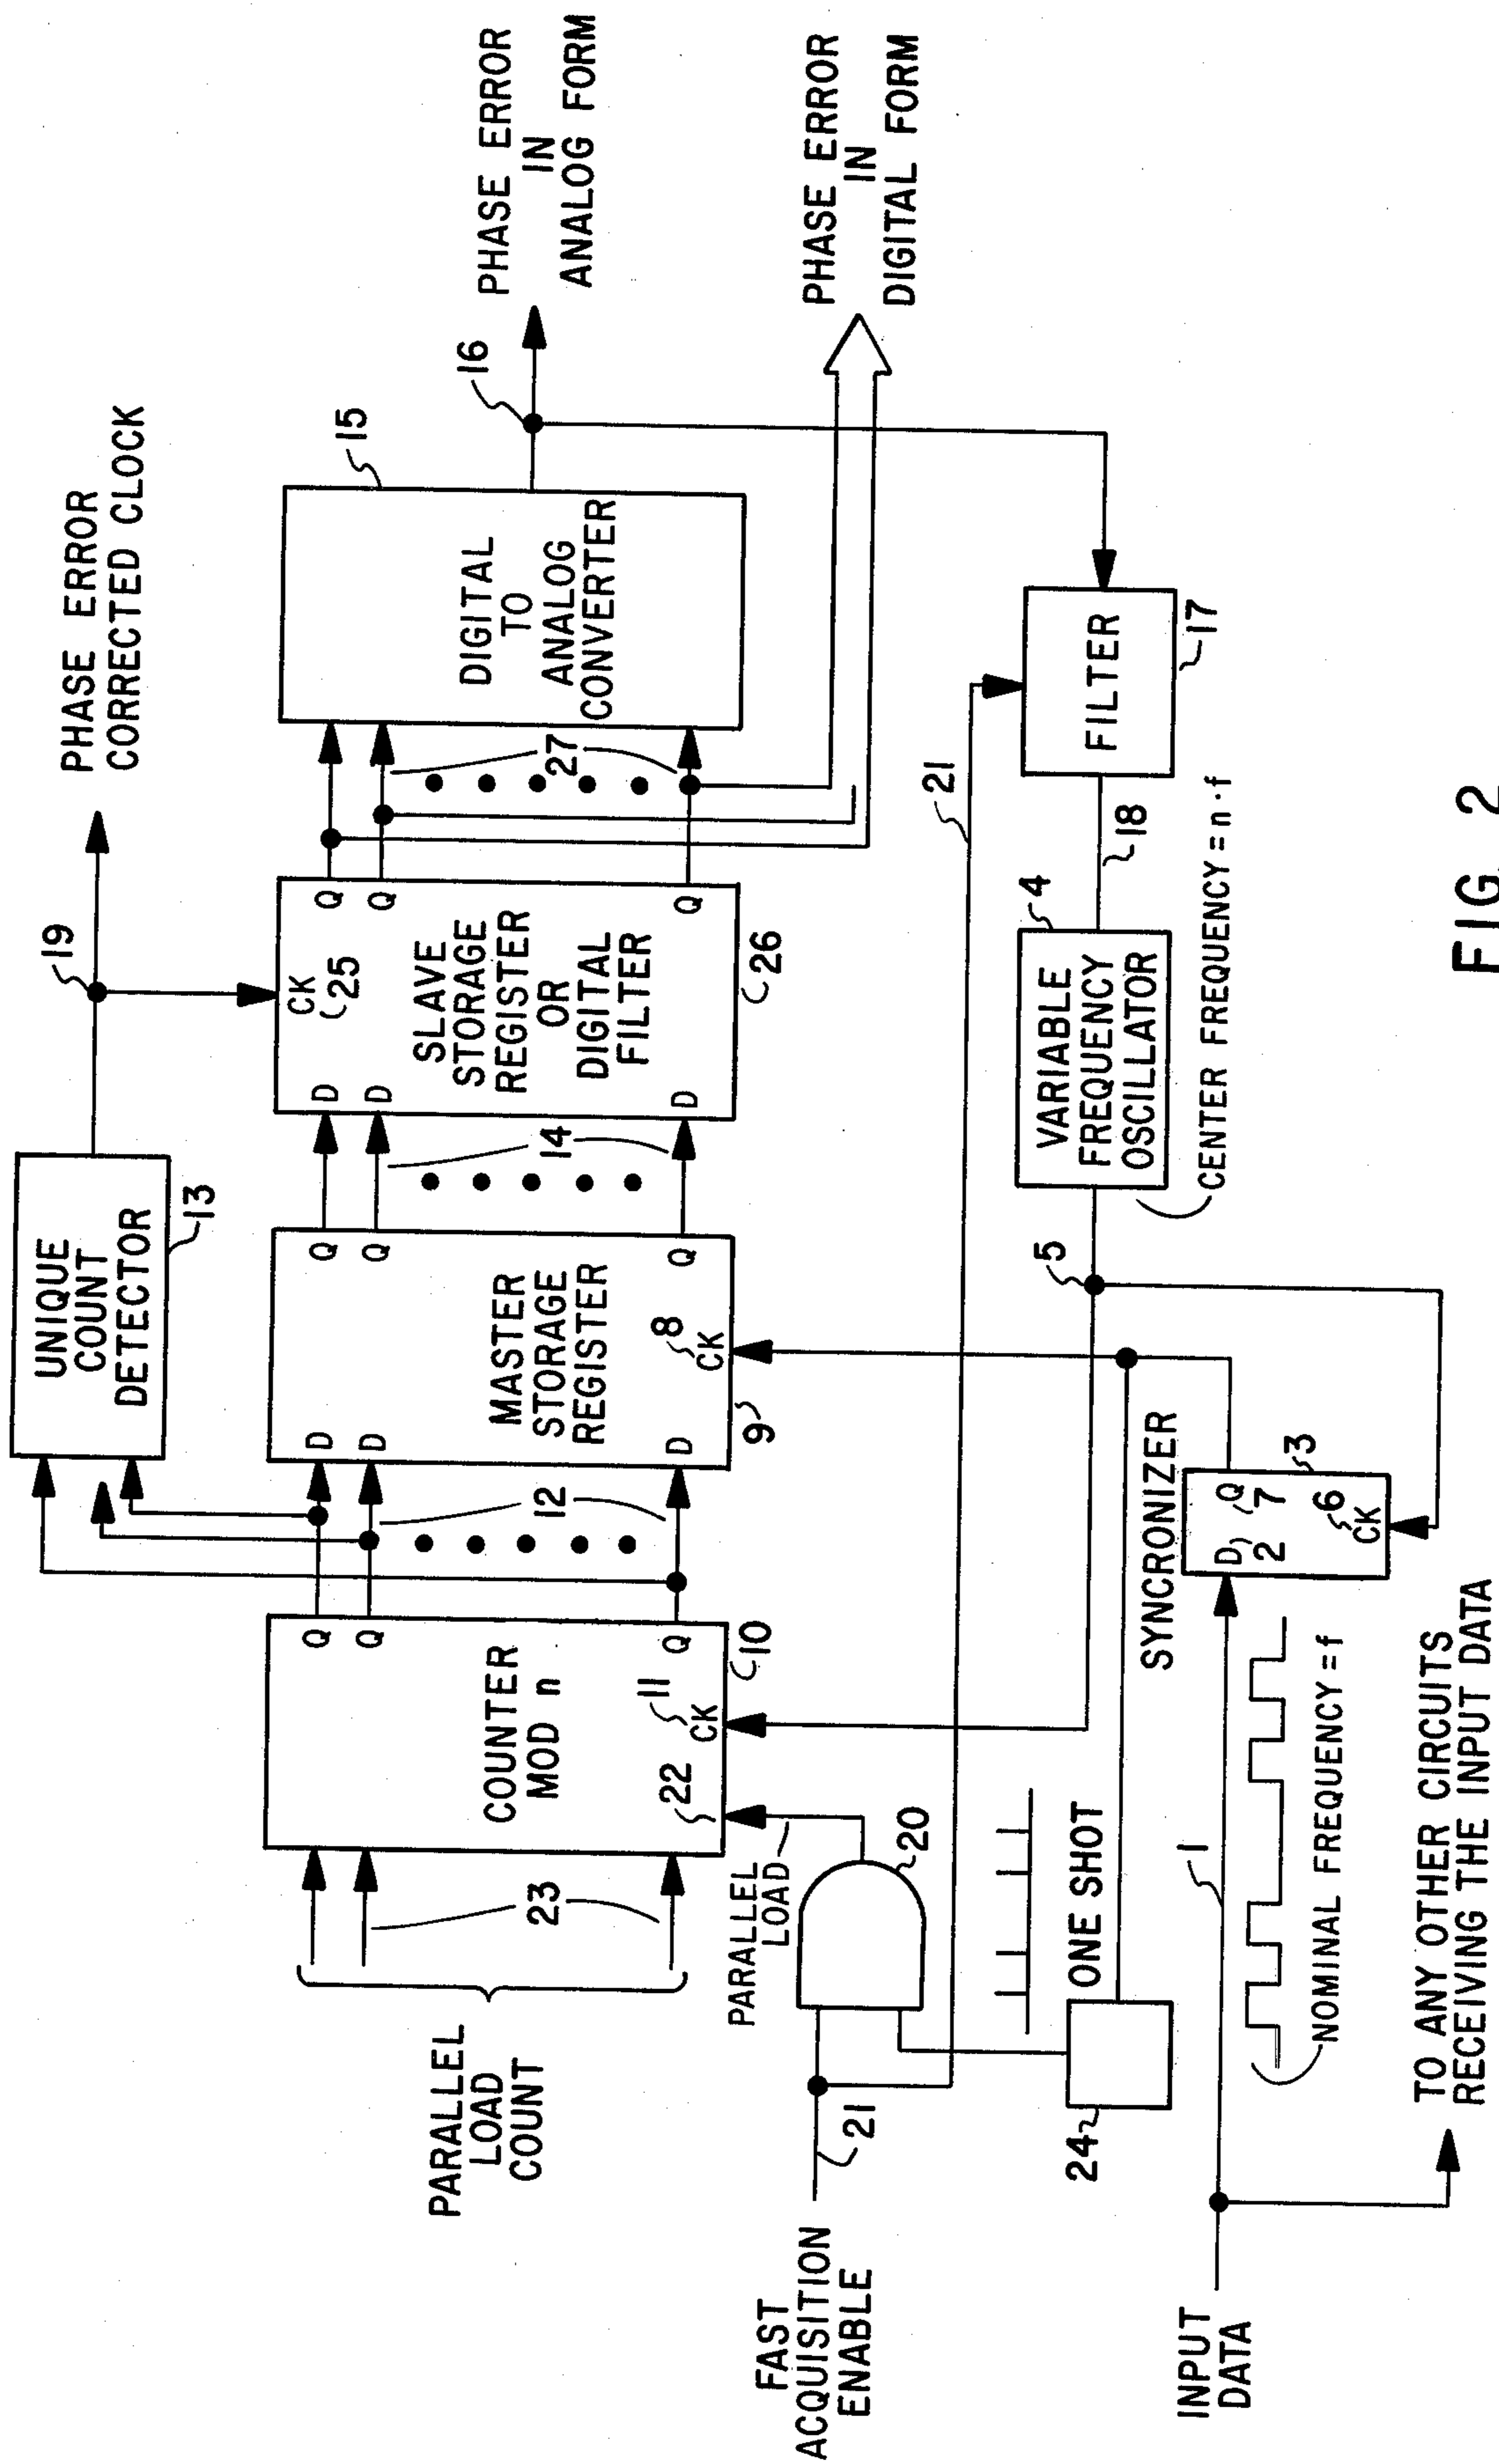 PHASE ERROR
CORRECTED CLOCK
19
UNIQUE
COUNT
DETECTOR
13
PARALLEL
LOAD
COUNT
23
COUNTER
MOD n
Q
Q
Q
22
11
CK
10
12
D
D
D
MASTER
STORAGE
REGISTER
Q
Q
Q
8
CK
9
14
CK
25
D
D
D
SLAVE
STORAGE
REGISTER
OR
DIGITAL
FILTER
Q
Q
Q
26
27
DIGITAL
TO
ANALOG
CONVERTER
15
16
PHASE ERROR
IN
ANALOG FORM
PHASE ERROR
IN
DIGITAL FORM
FAST
ACQUISITION
ENABLE
21
PARALLEL
LOAD
20
21
24
ONE SHOT
5
VARIABLE
FREQUENCY
OSCILLATOR
4
18
FILTER
17
CENTER FREQUENCY = n·f
INPUT
DATA
1
NOMINAL FREQUENCY = f
SYNCRONIZER
D
2
Q
7
6
CK
3
TO ANY OTHER CIRCUITS
RECEIVING THE INPUT DATA
FIG. 2